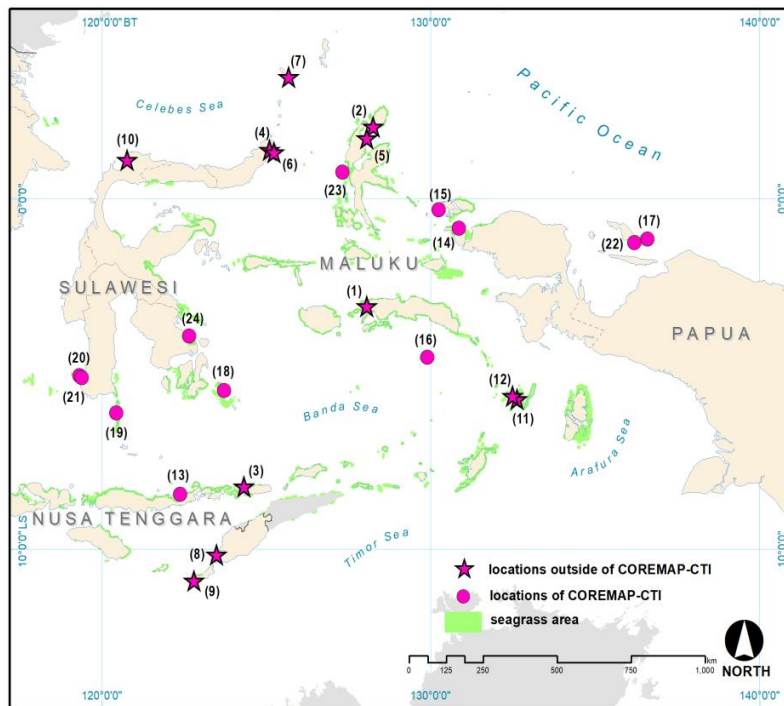 120°0'0"BT
130°0'0"
140°0'0"
(7)
Celebes Sea
Pacific Ocean
(2)
(4)
(10)
(6)
(5)
0°0'0"
(23)
0°0'0"
(15)
(17)
(14)
(22)
MALUKU
SULAWESI
(1)
(24)
PAPUA
(16)
(20)
(18)
(12)
(21)
(11)
(19)
Banda Sea
Arafura Sea
(3)
(13)
NUSA TENGGARA
Timor Sea
10°0'0"LS
10°0'0"
(8)
(9)
locations outside of COREMAP-CTI
locations of COREMAP-CTI
seagrass area
0 125 250 500 750 1,000
km
NORTH
120°0'0"
130°0'0"
140°0'0"